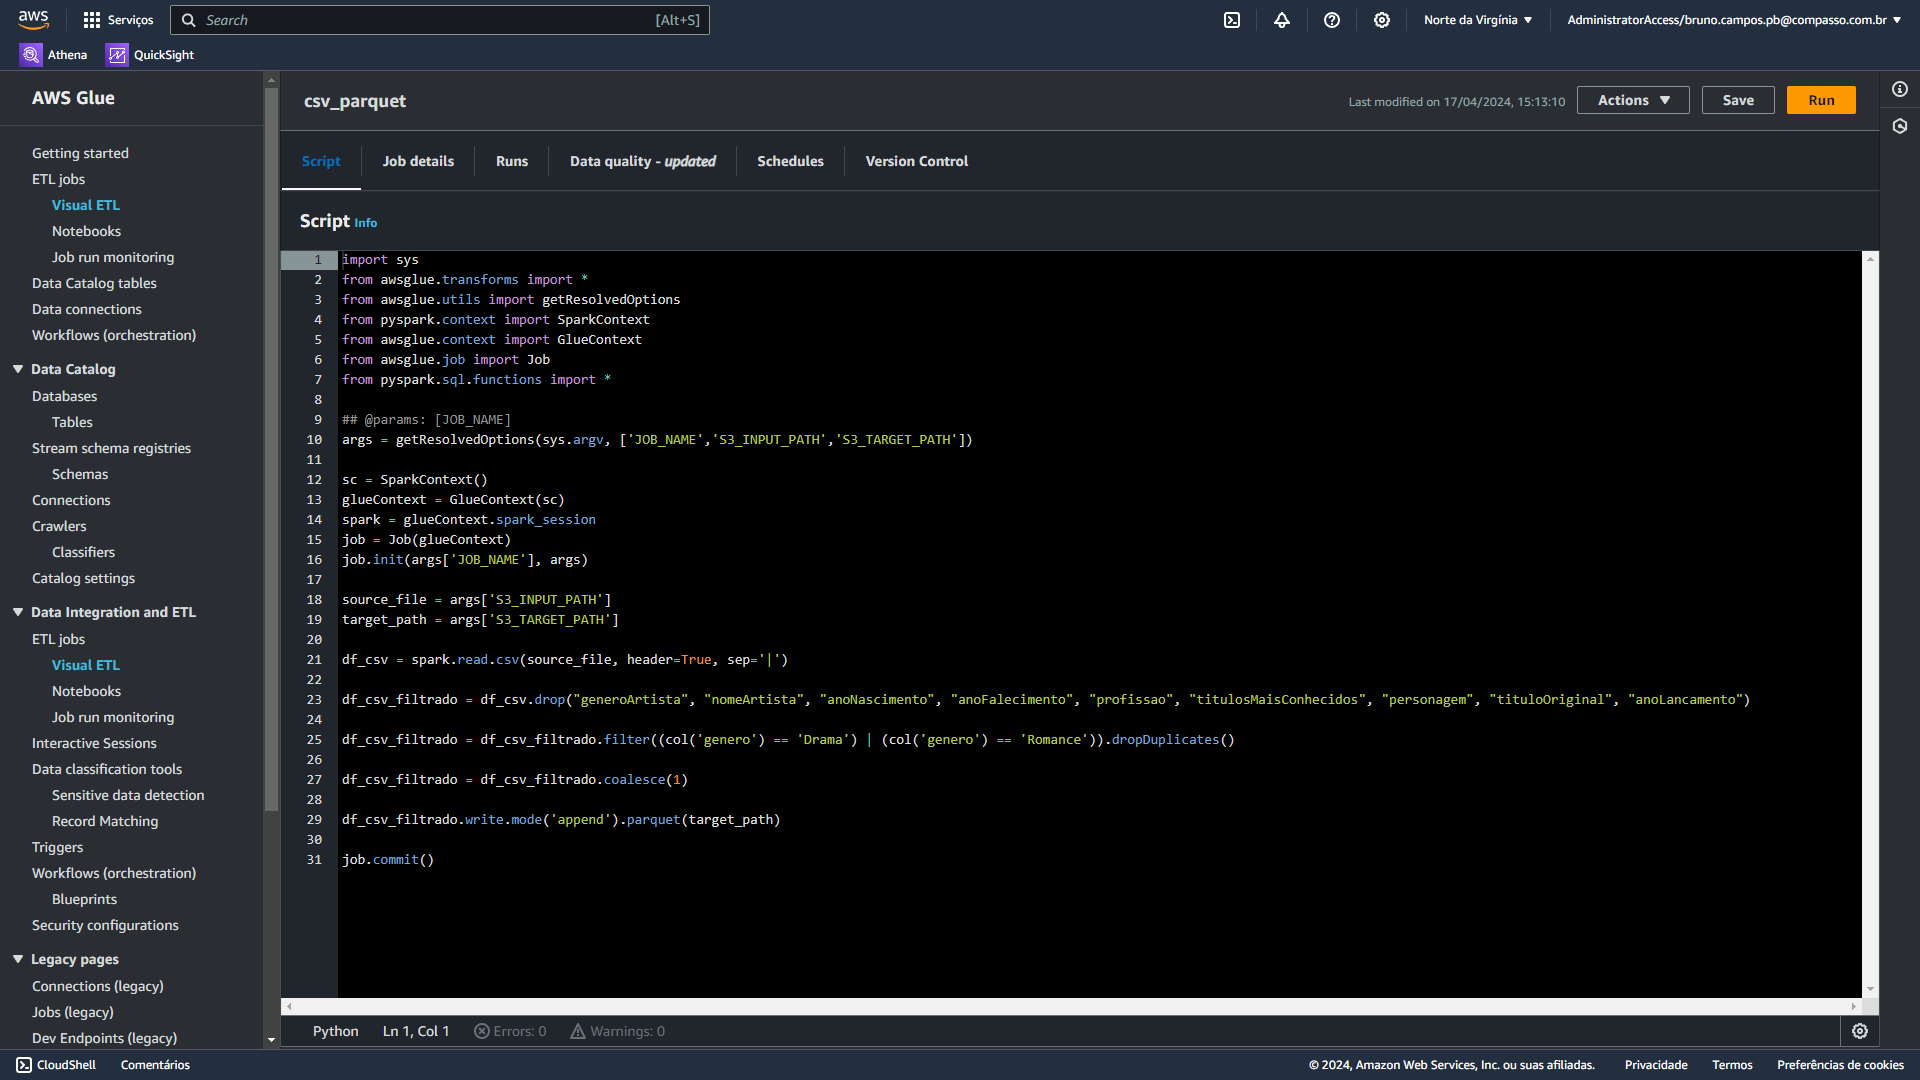 aws
Serviços
Search
[Alt+S]
Norte da Virgínia
AdministratorAccess/bruno.campos.pb@compasso.com.br
Athena
QuickSight
AWS Glue
Getting started
ETL jobs
Visual ETL
Notebooks
Job run monitoring
Data Catalog tables
Data connections
Workflows (orchestration)
Data Catalog
Databases
Tables
Stream schema registries
Schemas
Connections
Crawlers
Classifiers
Catalog settings
Data Integration and ETL
ETL jobs
Visual ETL
Notebooks
Job run monitoring
Interactive Sessions
Data classification tools
Sensitive data detection
Record Matching
Triggers
Workflows (orchestration)
Blueprints
Security configurations
Legacy pages
Connections (legacy)
Jobs (legacy)
Dev Endpoints (legacy)
csv_parquet
Last modified on 17/04/2024, 15:13:10
Actions
Save
Run
Script
Job details
Runs
Data quality - updated
Schedules
Version Control
Script Info
1 import sys
2 from awsglue.transforms import *
3 from awsglue.utils import getResolvedOptions
4 from pyspark.context import SparkContext
5 from awsglue.context import GlueContext
6 from awsglue.job import Job
7 from pyspark.sql.functions import *
8
9 ## @params: [JOB_NAME]
10 args = getResolvedOptions(sys.argv, ['JOB_NAME','S3_INPUT_PATH','S3_TARGET_PATH'])
11
12 sc = SparkContext()
13 glueContext = GlueContext(sc)
14 spark = glueContext.spark_session
15 job = Job(glueContext)
16 job.init(args['JOB_NAME'], args)
17
18 source_file = args['S3_INPUT_PATH']
19 target_path = args['S3_TARGET_PATH']
20
21 df_csv = spark.read.csv(source_file, header=True, sep='|')
22
23 df_csv_filtrado = df_csv.drop("generoArtista", "nomeArtista", "anoNascimento", "anoFalecimento", "profissao", "titulosMaisConhecidos", "personagem", "tituloOriginal", "anoLancamento")
24
25 df_csv_filtrado = df_csv_filtrado.filter((col('genero') == 'Drama') | (col('genero') == 'Romance')).dropDuplicates()
26
27 df_csv_filtrado = df_csv_filtrado.coalesce(1)
28
29 df_csv_filtrado.write.mode('append').parquet(target_path)
30
31 job.commit()
Python
Ln 1, Col 1
Errors: 0
Warnings: 0
CloudShell
Comentários
© 2024, Amazon Web Services, Inc. ou suas afiliadas.
Privacidade
Termos
Preferências de cookies